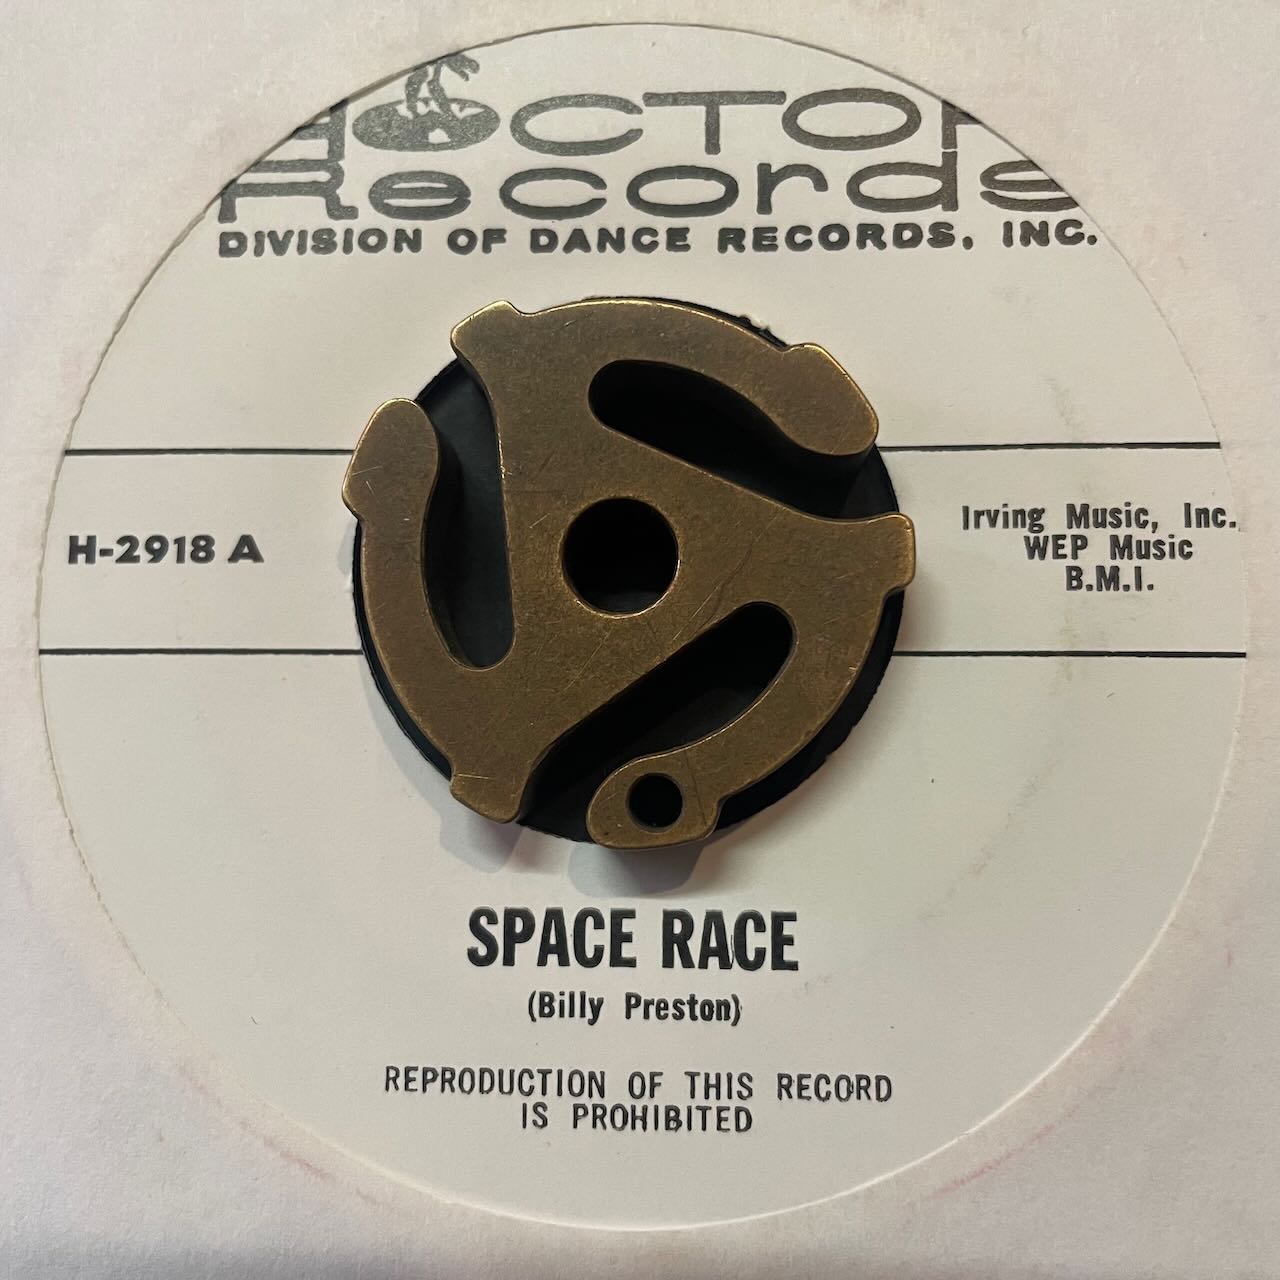 HOCTOR
Records
DIVISION OF DANCE RECORDS, INC.
H-2918 A
Irving Music, Inc.
WEP Music
B.M.I.
SPACE RACE
(Billy Preston)
REPRODUCTION OF THIS RECORD
IS PROHIBITED